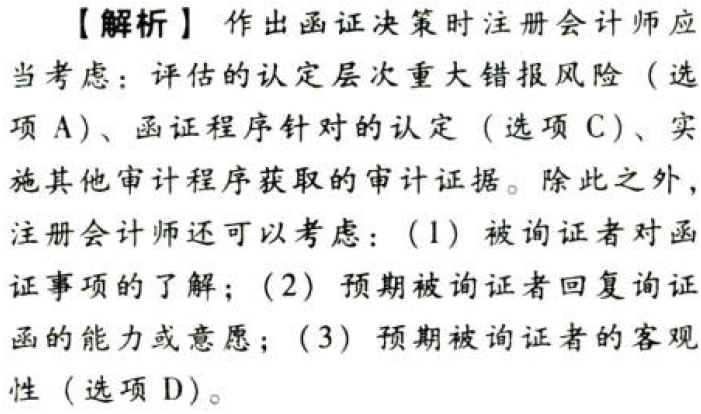 【解析】 作出函证决策时注册会计师应
当考虑：评估的认定层次重大错报风险（选
项 A）、函证程序针对的认定（选项 C）、实
施其他审计程序获取的审计证据。除此之外，
注册会计师还可以考虑：（1）被询证者对函
证事项的了解；（2）预期被询证者回复询证
函的能力或意愿；（3）预期被询证者的客观
性（选项 D）。